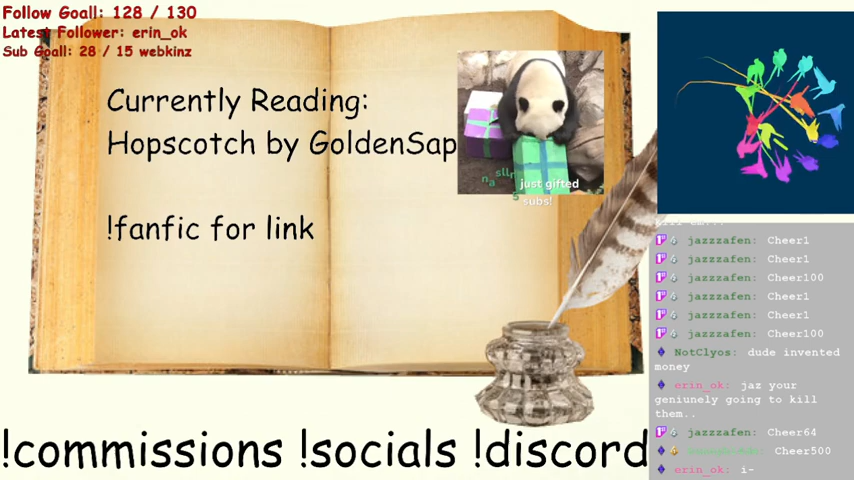 Follow Goall: 128 / 130
Latest Follower: erin_ok
Sub Goall: 28 / 15 webkinz
Currently Reading:
Hopscotch by GoldenSap
!fanfic for link
just gifted
subs!
jazzzafen: Cheer1
jazzzafen: Cheer1
jazzzafen: Cheer100
jazzzafen: Cheer1
jazzzafen: Cheer1
jazzzafen: Cheer100
NotClyos: dude invented
money
erin_ok: jaz your
geniunely going to kill
them..
jazzzafen: Cheer64
Cheer500
erin_ok: i-
!commissions !socials !discord